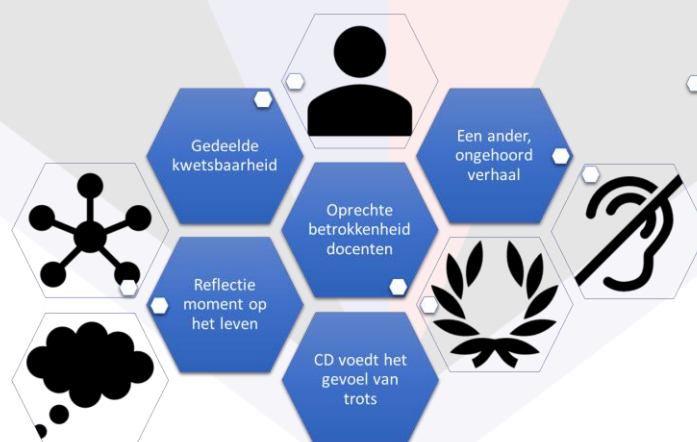 Gedeelde
kwetsbaarheid
Een ander,
ongehoord
verhaal
Oprechte
betrokkenheid
docenten
Reflectie
moment op
het leven
CD voedt het
gevoel van
trots